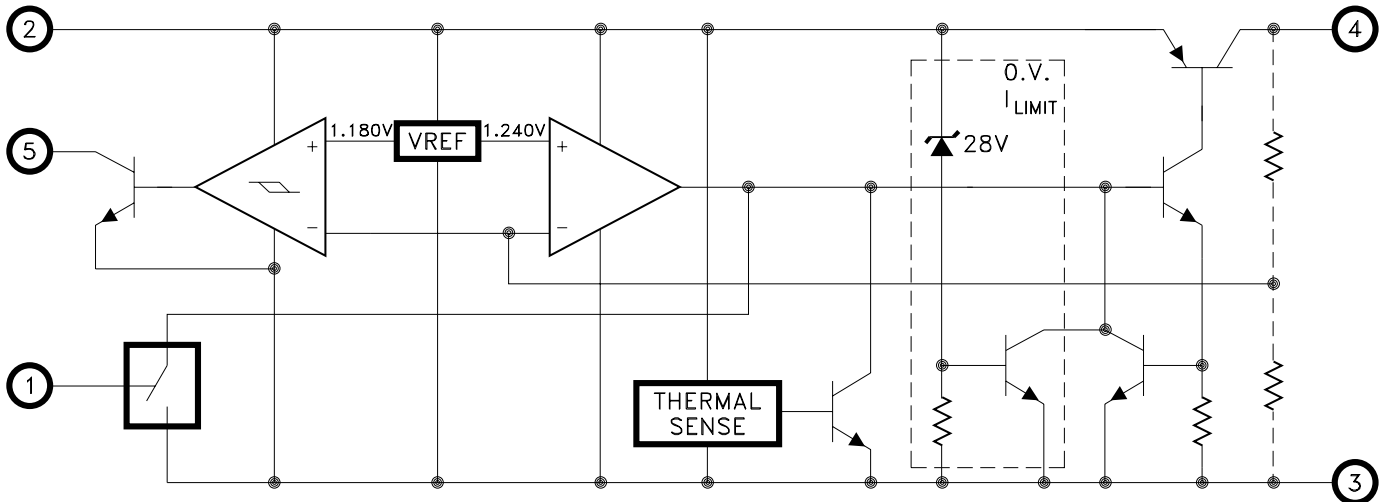 2
4
O.V.
I LIMIT
1.180V
VREF
1.240V
+
+
28V
5
−
−
1
THERMAL
SENSE
3